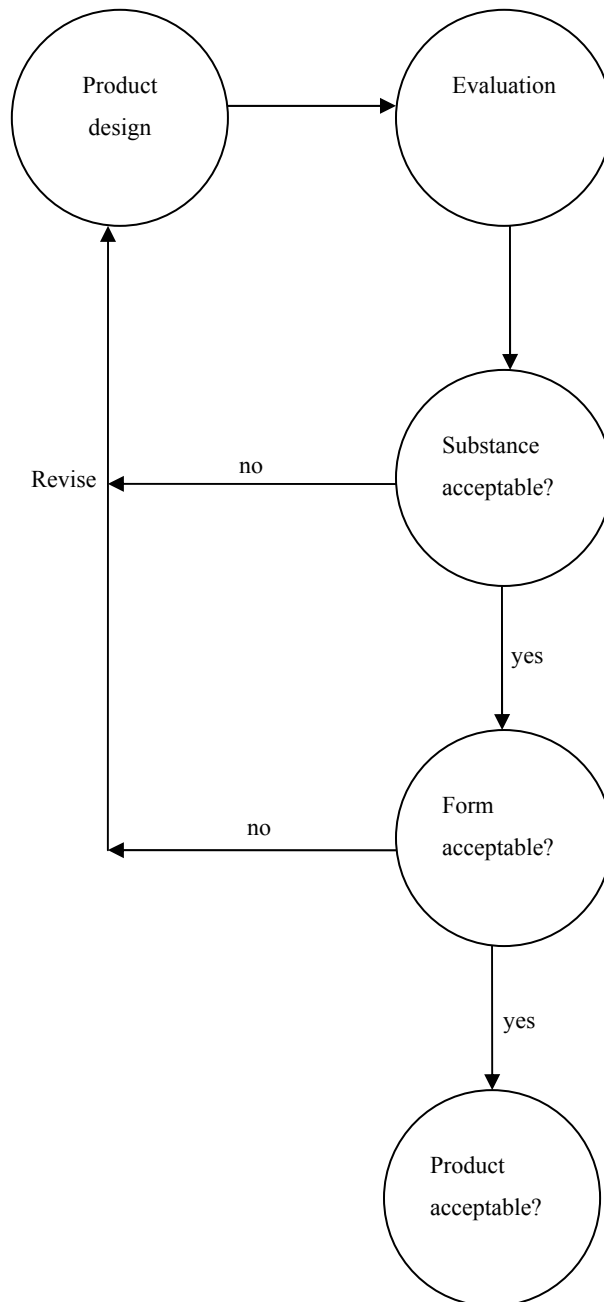 Product
design
Evaluation
Substance
acceptable?
no
Revise
yes
Form
acceptable?
no
yes
Product
acceptable?